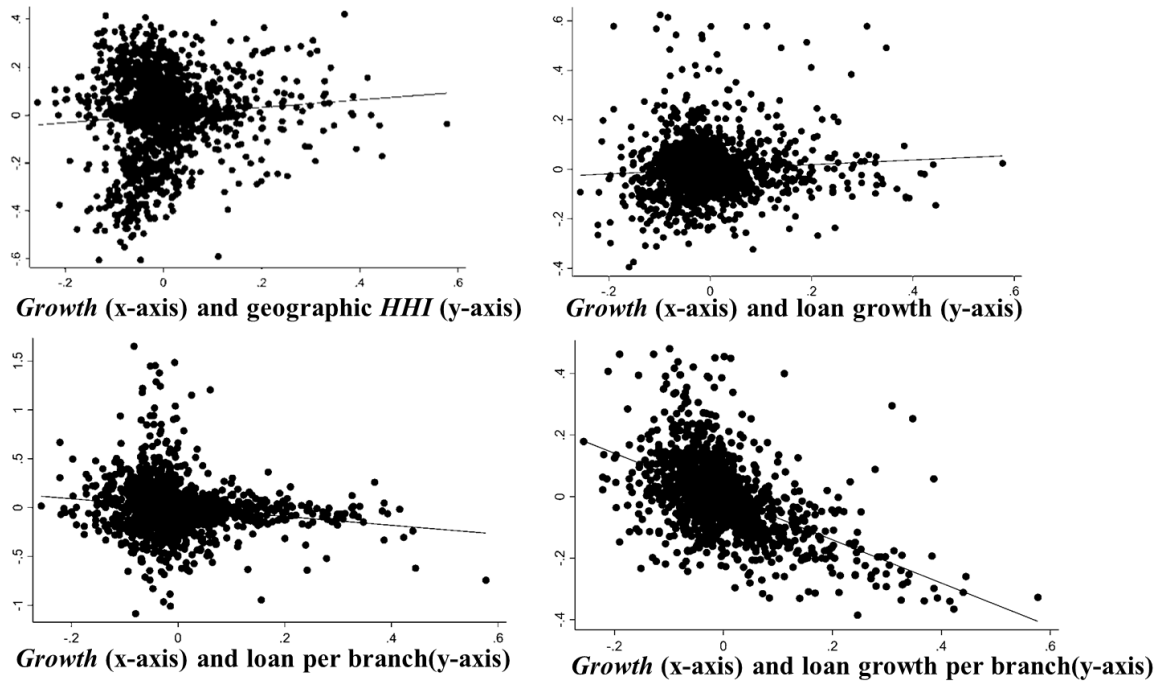 .4
.2
0
-.2
-.4
-.6
-.2 0 .2 .4 .6
Growth (x-axis) and geographic HHI (y-axis)
.6
.4
.2
0
-.2
-.4
-.2 0 .2 .4 .6
Growth (x-axis) and loan growth (y-axis)
1.5
1
.5
0
-.5
-1
-.2 0 .2 .4 .6
Growth (x-axis) and loan per branch(y-axis)
.4
.2
0
-.2
-.4
-.2 0 .2 .4 .6
Growth (x-axis) and loan growth per branch(y-axis)